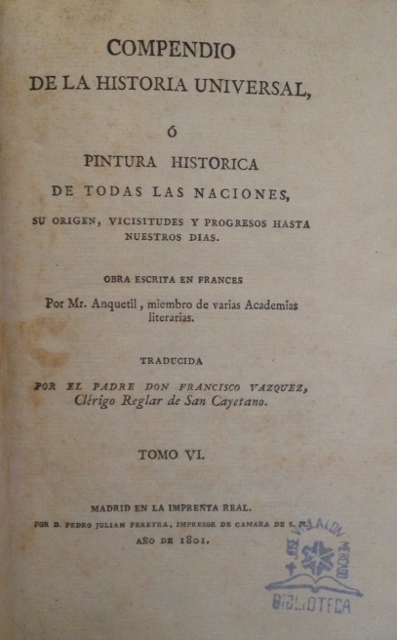 COMPENDIO
DE LA HISTORIA UNIVERSAL,
Ó
PINTURA HISTORICA
DE TODAS LAS NACIONES,
SU ORIGEN, VICISITUDES Y PROGRESOS HASTA
NUESTROS DIAS.
OBRA ESCRITA EN FRANCES
Por Mr. Anquetil, miembro de varias Academias
literarias.
TRADUCIDA
POR EL PADRE DON FRANCISCO VAZQUEZ,
Clérigo Reglar de San Cayetano.
TOMO VI.
MADRID EN LA IMPRENTA REAL.
POR D. PEDRO JULIAN PEREYRA, IMPRESOR DE CAMARA DE S. M.
AÑO DE 1801.
JOSE MERCADO
BIBLIOTECA